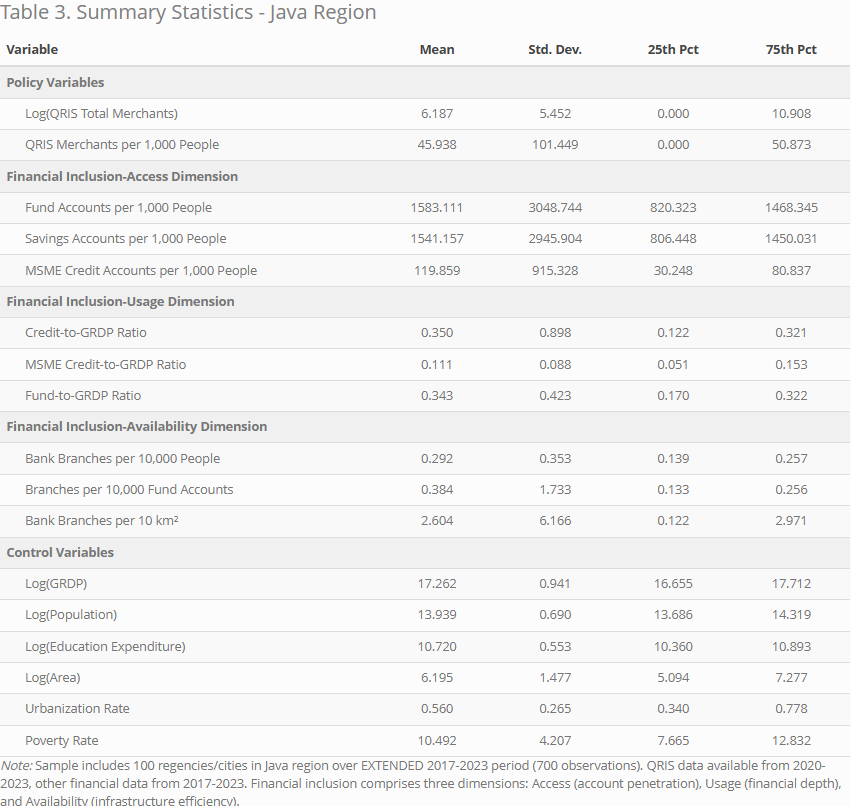 Table 3. Summary Statistics - Java Region
Variable Mean Std. Dev. 25th Pct 75th Pct
Policy Variables
Log(QRIS Total Merchants) 6.187 5.452 0.000 10.908
QRIS Merchants per 1,000 People 45.938 101.449 0.000 50.873
Financial Inclusion-Access Dimension
Fund Accounts per 1,000 People 1583.111 3048.744 820.323 1468.345
Savings Accounts per 1,000 People 1541.157 2945.904 806.448 1450.031
MSME Credit Accounts per 1,000 People 119.859 915.328 30.248 80.837
Financial Inclusion-Usage Dimension
Credit-to-GRDP Ratio 0.350 0.898 0.122 0.321
MSME Credit-to-GRDP Ratio 0.111 0.088 0.051 0.153
Fund-to-GRDP Ratio 0.343 0.423 0.170 0.322
Financial Inclusion-Availability Dimension
Bank Branches per 10,000 People 0.292 0.353 0.139 0.257
Branches per 10,000 Fund Accounts 0.384 1.733 0.133 0.256
Bank Branches per 10 km² 2.604 6.166 0.122 2.971
Control Variables
Log(GRDP) 17.262 0.941 16.655 17.712
Log(Population) 13.939 0.690 13.686 14.319
Log(Education Expenditure) 10.720 0.553 10.360 10.893
Log(Area) 6.195 1.477 5.094 7.277
Urbanization Rate 0.560 0.265 0.340 0.778
Poverty Rate 10.492 4.207 7.665 12.832
Note: Sample includes 100 regencies/cities in Java region over EXTENDED 2017-2023 period (700 observations). QRIS data available from 2020-
2023, other financial data from 2017-2023. Financial inclusion comprises three dimensions: Access (account penetration), Usage (financial depth),
and Availability (infrastructure efficiency).